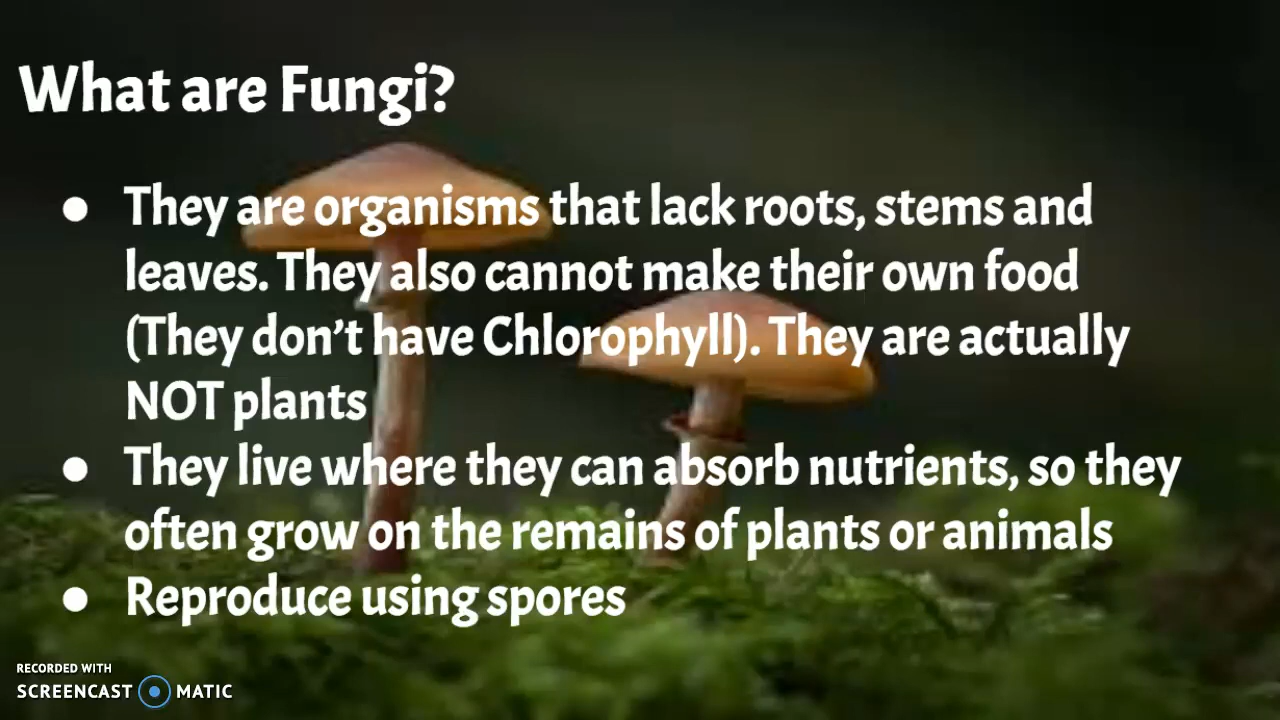 What are Fungi?
● They are organisms that lack roots, stems and
leaves. They also cannot make their own food
(They don’t have Chlorophyll). They are actually
NOT plants
● They live where they can absorb nutrients, so they
often grow on the remains of plants or animals
● Reproduce using spores
RECORDED WITH
SCREENCAST MATIC